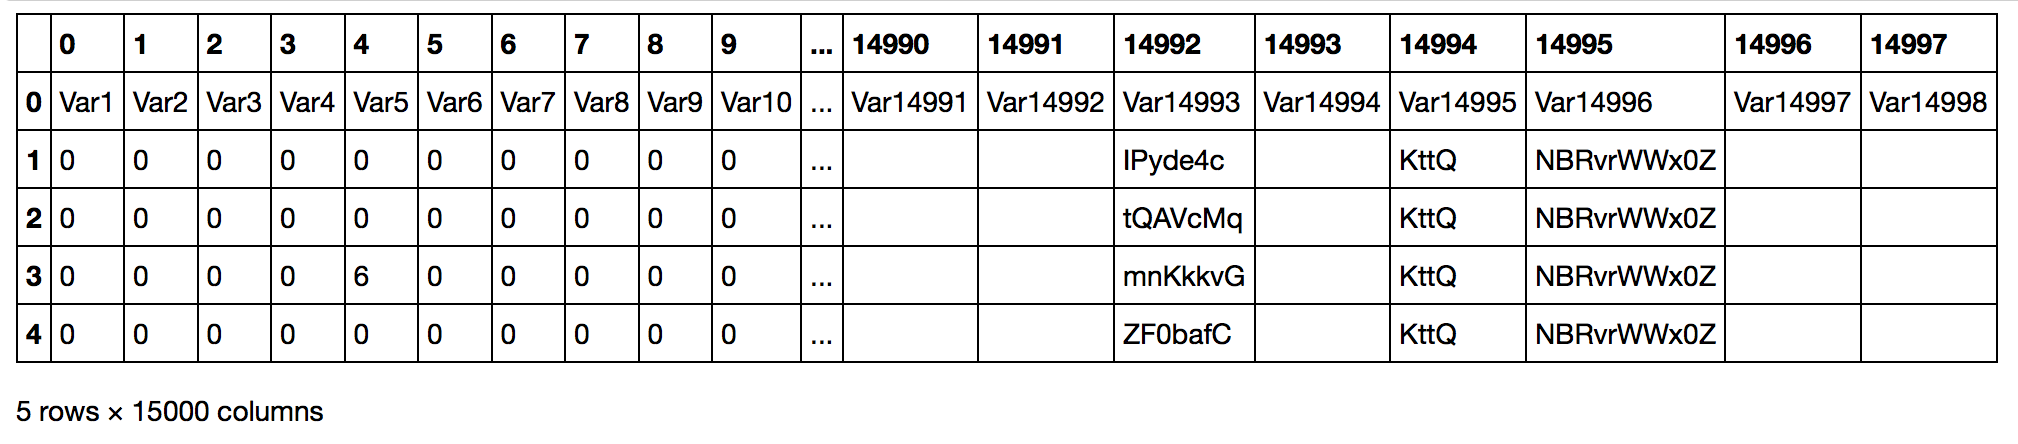 0 1 2 3 4 5 6 7 8 9 ... 14990 14991 14992 14993 14994 14995 14996 14997
0 Var1 Var2 Var3 Var4 Var5 Var6 Var7 Var8 Var9 Var10 ... Var14991 Var14992 Var14993 Var14994 Var14995 Var14996 Var14997 Var14998
1 0 0 0 0 0 0 0 0 0 0 ... IPyde4c KttQ NBRvrWWx0Z
2 0 0 0 0 0 0 0 0 0 0 ... tQAVcMq KttQ NBRvrWWx0Z
3 0 0 0 0 6 0 0 0 0 0 ... mnKkkvG KttQ NBRvrWWx0Z
4 0 0 0 0 0 0 0 0 0 0 ... ZF0bafC KttQ NBRvrWWx0Z
5 rows × 15000 columns